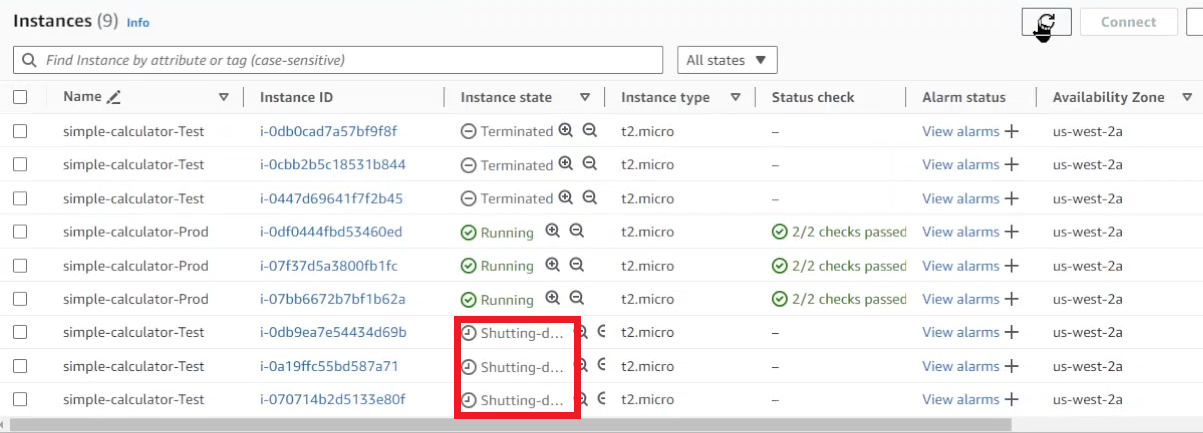 Instances (9) Info
Connect
Find Instance by attribute or tag (case-sensitive)
All states
Name Instance ID Instance state Instance type Status check Alarm status Availability Zone
simple-calculator-Test i-0db0cad7a57bf9f8f Terminated t2.micro – View alarms + us-west-2a
simple-calculator-Test i-0cbb2b5c18531b844 Terminated t2.micro – View alarms + us-west-2a
simple-calculator-Test i-0447d69641f7f2b45 Terminated t2.micro – View alarms + us-west-2a
simple-calculator-Prod i-0df0444fbd53460ed Running t2.micro 2/2 checks passed View alarms + us-west-2a
simple-calculator-Prod i-07f37d5a3800fb1fc Running t2.micro 2/2 checks passed View alarms + us-west-2a
simple-calculator-Prod i-07bb6672b7bf1b62a Running t2.micro 2/2 checks passed View alarms + us-west-2a
simple-calculator-Test i-0db9ea7e54434d69b Shutting-d... t2.micro – View alarms + us-west-2a
simple-calculator-Test i-0a19ffc55bd587a71 Shutting-d... t2.micro – View alarms + us-west-2a
simple-calculator-Test i-070714b2d5133e80f Shutting-d... t2.micro – View alarms + us-west-2a